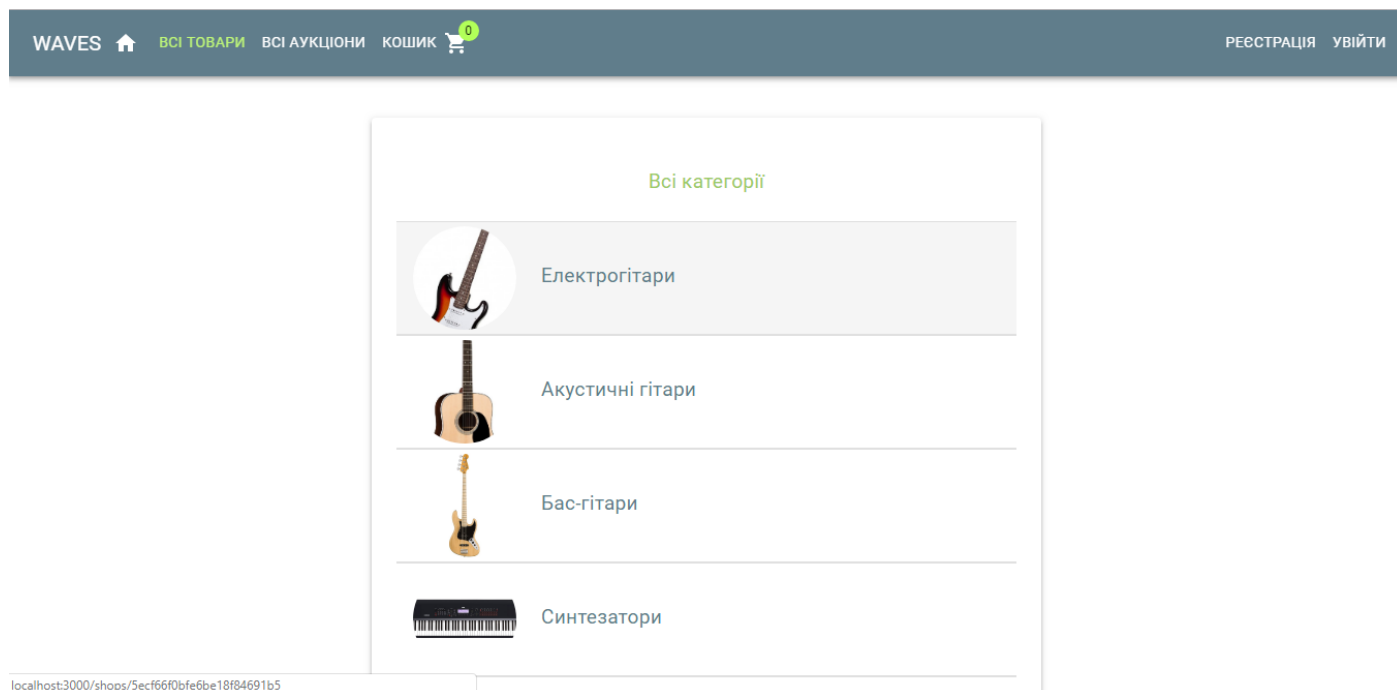 WAVES ВСІ ТОВАРИ ВСІ АУКЦІОНИ КОШИК 0 РЕЄСТРАЦІЯ УВІЙТИ
Всі категорії
Електрогітари
Акустичні гітари
Бас-гітари
Синтезатори
localhost:3000/shops/5ecf66f0bfe6be18f84691b5